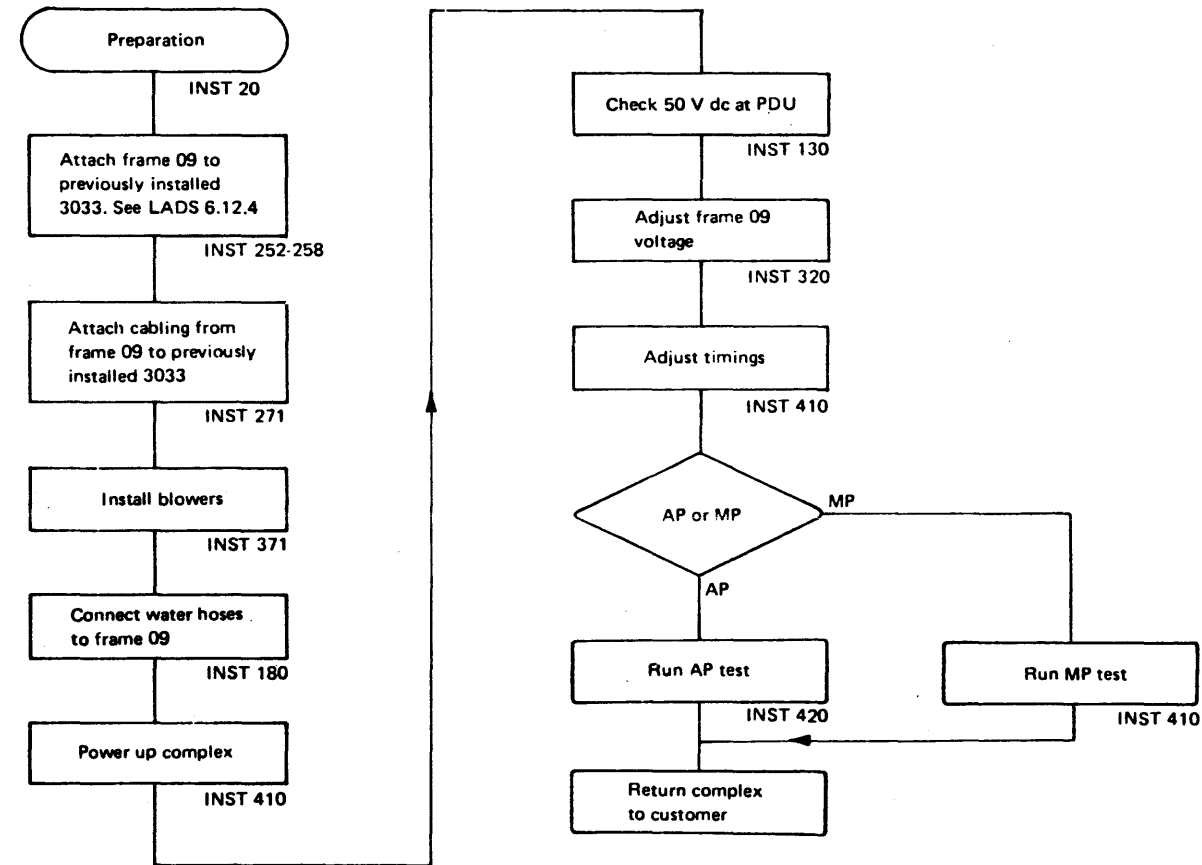 Preparation
INST 20
Attach frame 09 to
previously installed
3033. See LADS 6.12.4
INST 252-258
Attach cabling from
frame 09 to previously
installed 3033
INST 271
Install blowers
INST 371
Connect water hoses
to frame 09
INST 180
Power up complex
INST 410
Check 50 V dc at PDU
INST 130
Adjust frame 09
voltage
INST 320
Adjust timings
INST 410
AP or MP
MP
AP
Run AP test
INST 420
Run MP test
INST 410
Return complex
to customer